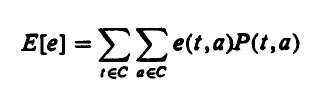 E[e] = ∑_{t∈C} ∑_{a∈C} e(t,a)P(t,a)